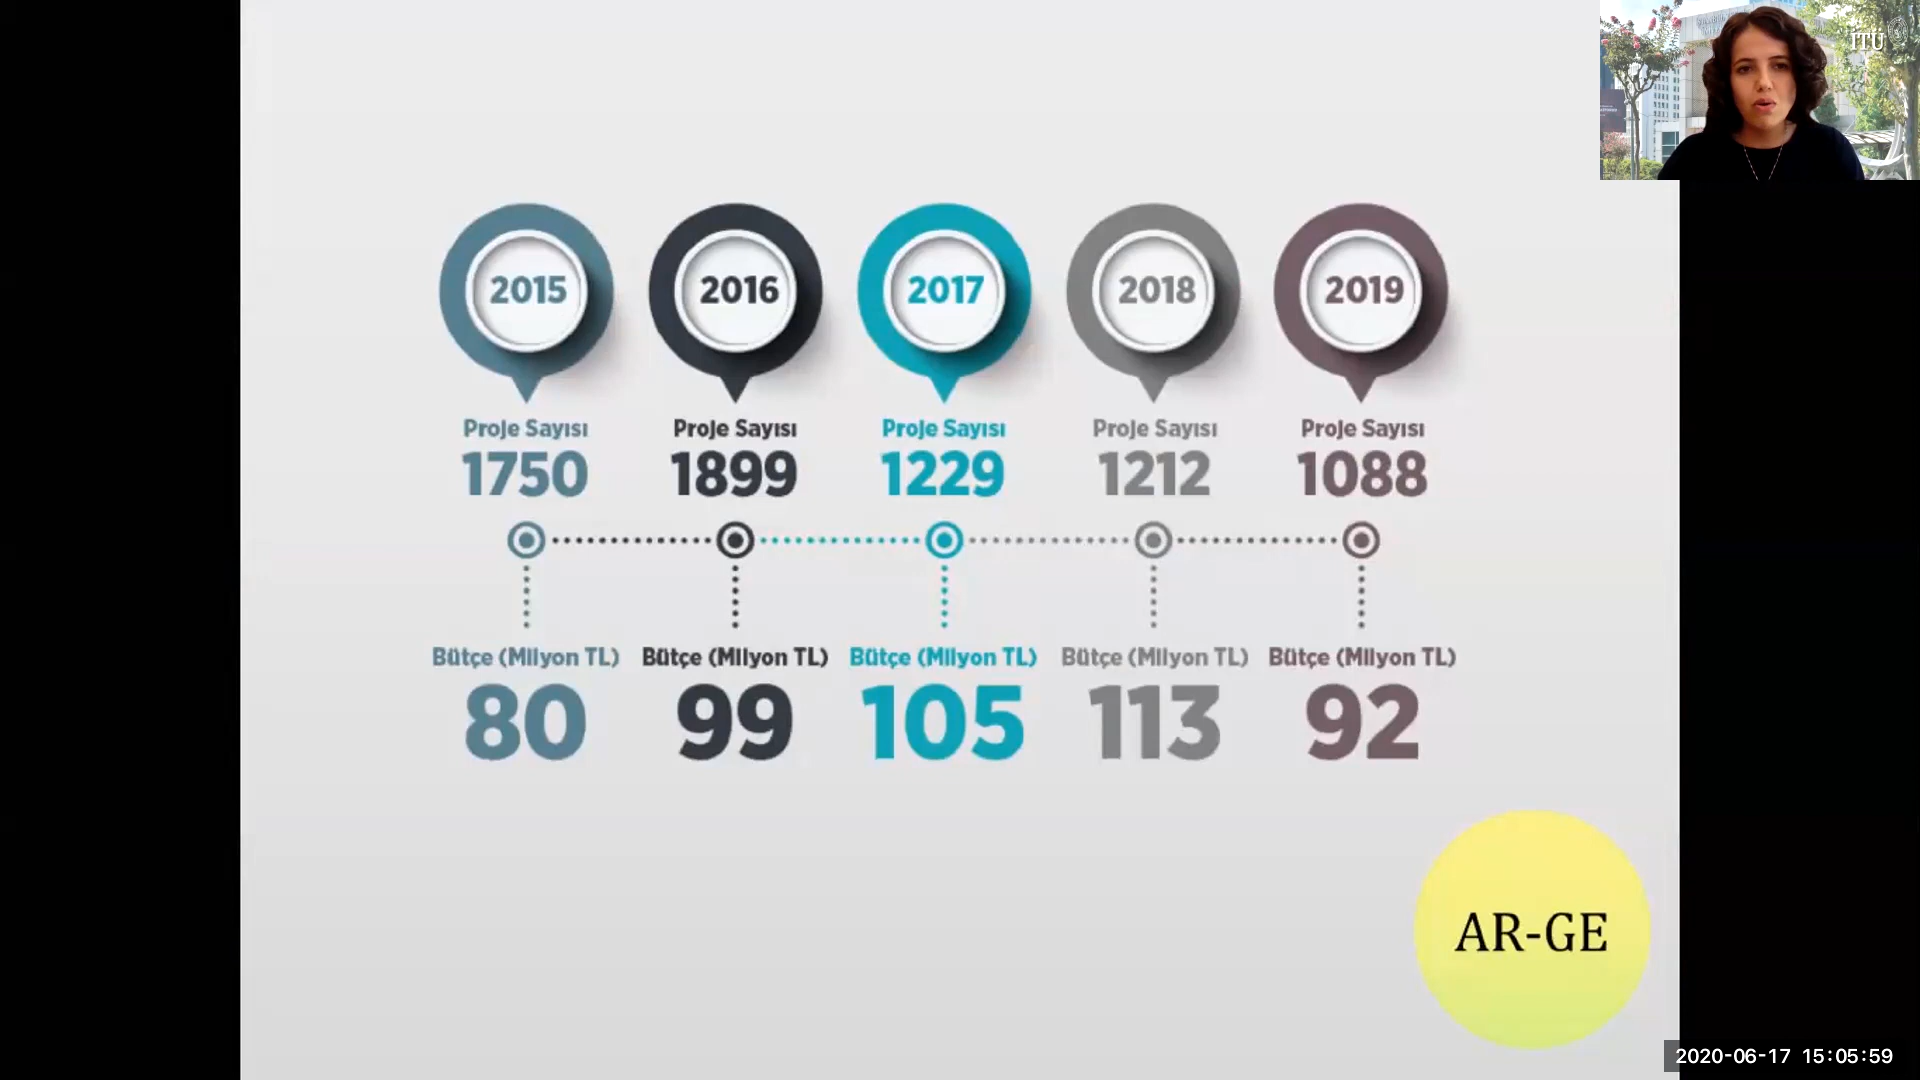 İTÜ
2015 2016 2017 2018 2019
Proje Sayısı Proje Sayısı Proje Sayısı Proje Sayısı Proje Sayısı
1750 1899 1229 1212 1088
Bütçe (Milyon TL) Bütçe (Milyon TL) Bütçe (Milyon TL) Bütçe (Milyon TL) Bütçe (Milyon TL)
80 99 105 113 92
AR-GE
2020-06-17 15:05:59